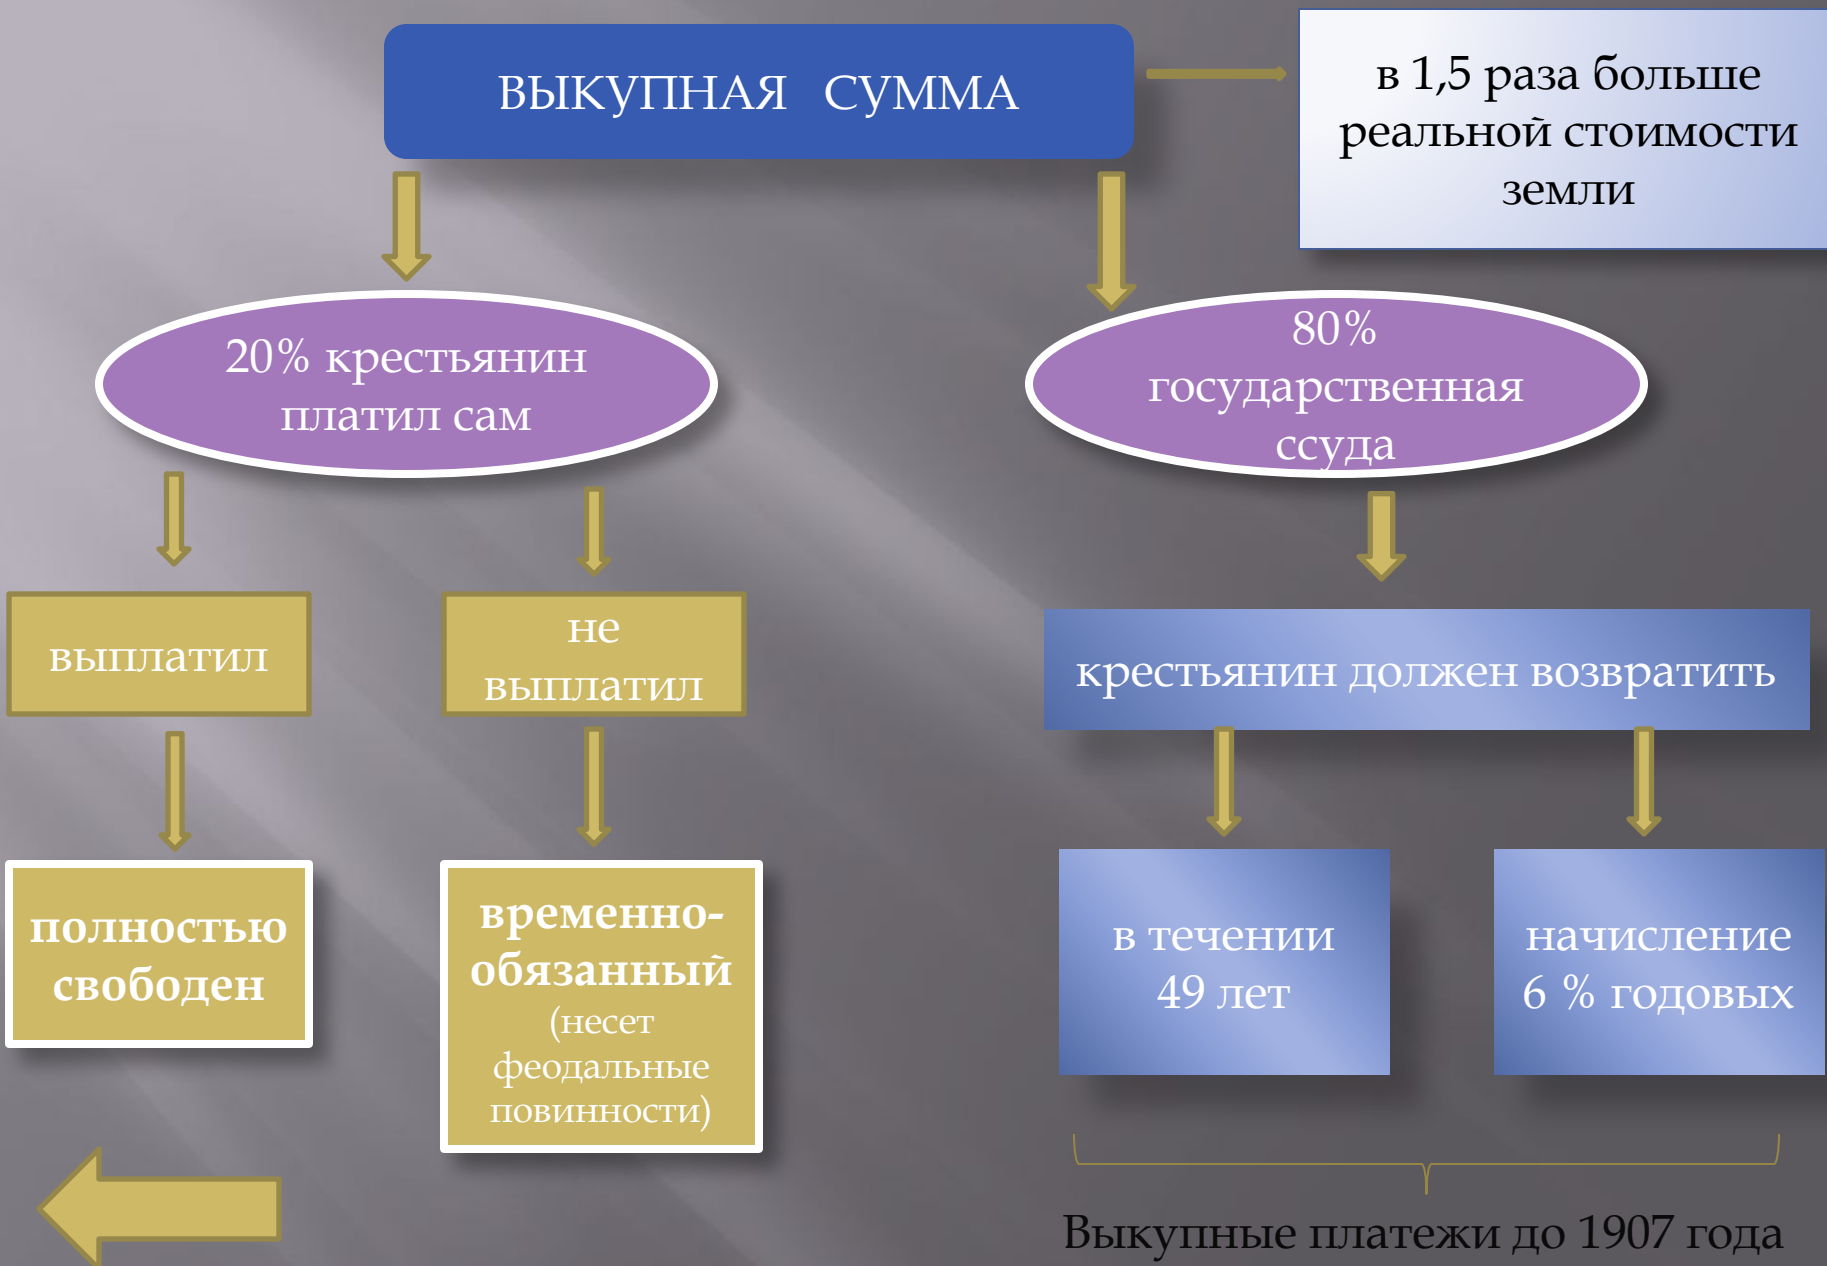 ВЫКУПНАЯ СУММА
в 1,5 раза больше
реальной стоимости
земли
20% крестьянин
платил сам
80%
государственная
ссуда
выплатил
не
выплатил
крестьянин должен возвратить
полностью
свободен
временно-
обязанный
(несет
феодальные
повинности)
в течении
49 лет
начисление
6 % годовых
Выкупные платежи до 1907 года